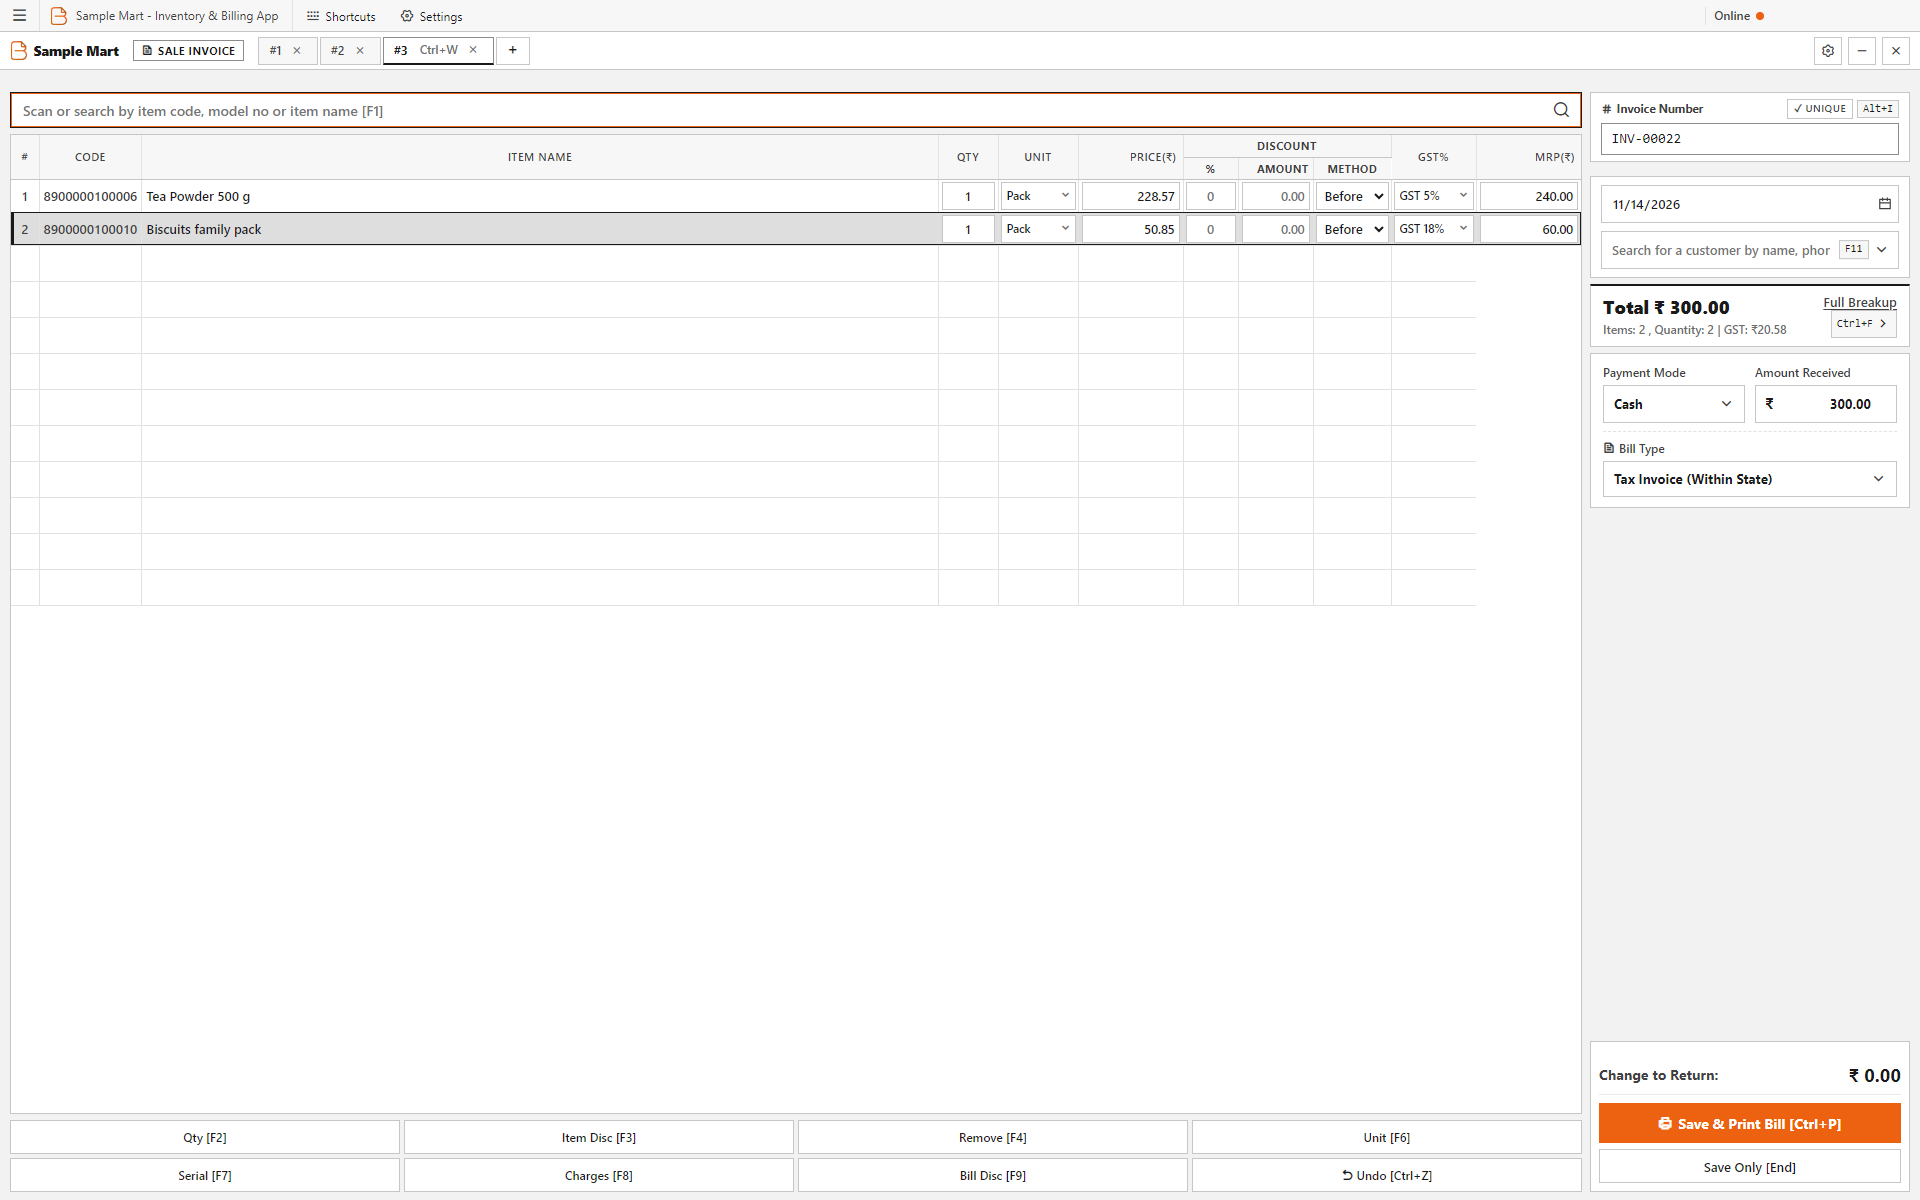 Sample Mart - Inventory & Billing App
Shortcuts
Settings
Online
Sample Mart
SALE INVOICE
#1 ×
#2 ×
#3 Ctrl+W ×
+
Scan or search by item code, model no or item name [F1]
# CODE ITEM NAME QTY UNIT PRICE(₹) DISCOUNT GST% MRP(₹)
% AMOUNT METHOD
1 8900000100006 Tea Powder 500 g 1 Pack 228.57 0 0.00 Before GST 5% 240.00
2 8900000100010 Biscuits family pack 1 Pack 50.85 0 0.00 Before GST 18% 60.00
# Invoice Number ✓ UNIQUE Alt+I
INV-00022
11/14/2026
Search for a customer by name, phor F11
Total ₹ 300.00 Full Breakup
Items: 2 , Quantity: 2 | GST: ₹20.58 Ctrl+F
Payment Mode Amount Received
Cash ₹ 300.00
Bill Type
Tax Invoice (Within State)
Change to Return: ₹ 0.00
Save & Print Bill [Ctrl+P]
Save Only [End]
Qty [F2] Item Disc [F3] Remove [F4] Unit [F6]
Serial [F7] Charges [F8] Bill Disc [F9] Undo [Ctrl+Z]